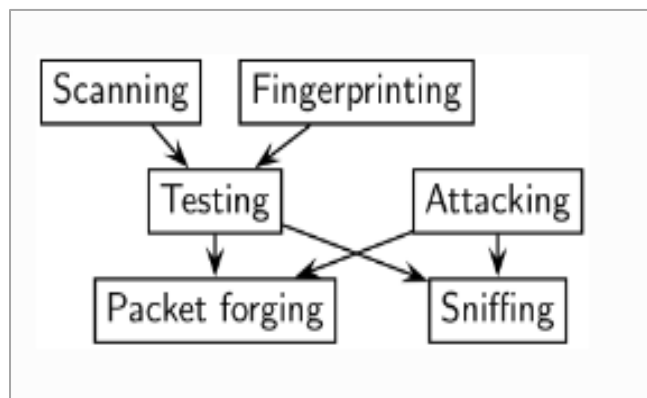 Scanning Fingerprinting
Testing Attacking
Packet forging Sniffing